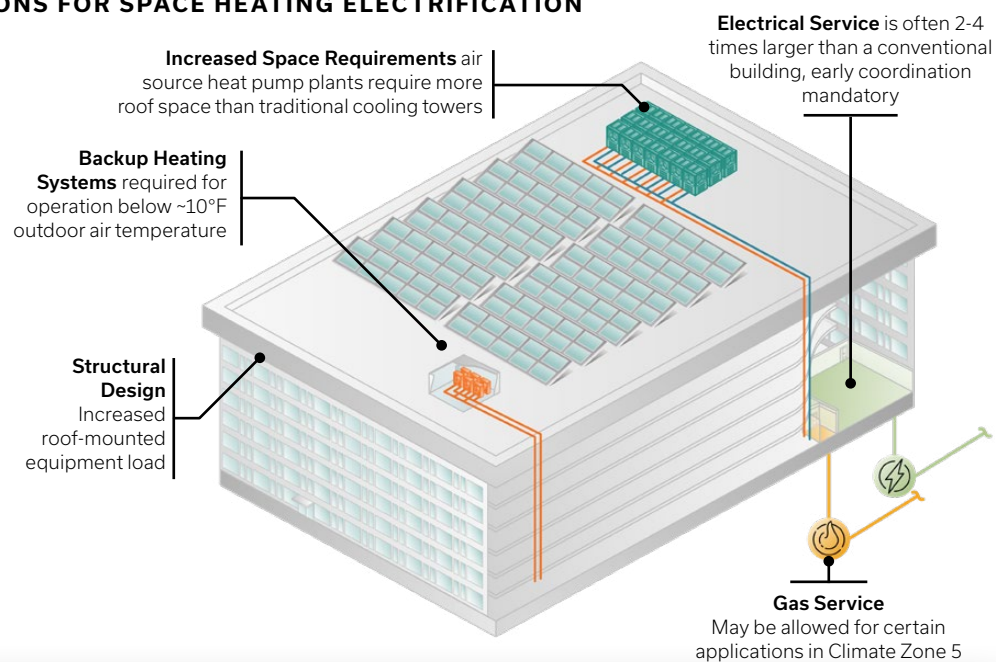 ONS FOR SPACE HEATING ELECTRIFICATION
Electrical Service is often 2-4
times larger than a conventional
building, early coordination
mandatory
Increased Space Requirements air
source heat pump plants require more
roof space than traditional cooling towers
Backup Heating
Systems required for
operation below ~10°F
outdoor air temperature
Structural
Design
Increased
roof-mounted
equipment load
Gas Service
May be allowed for certain
applications in Climate Zone 5